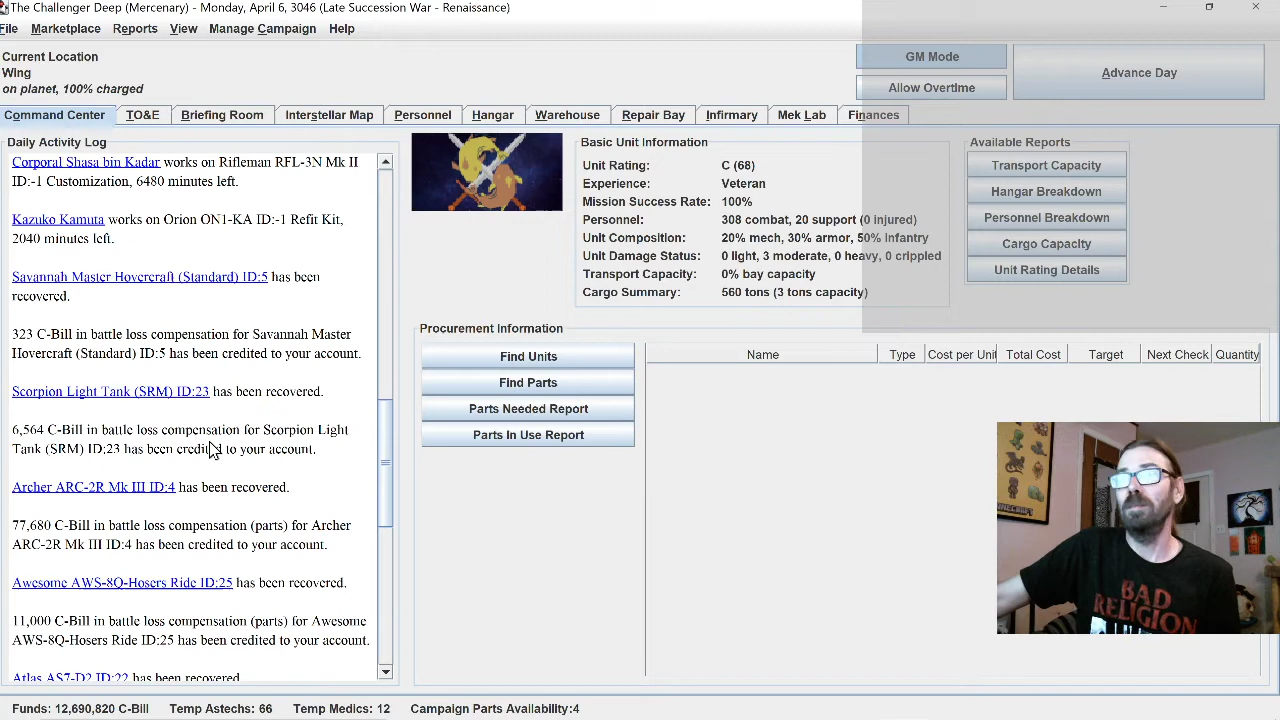 The Challenger Deep (Mercenary) - Monday, April 6, 3046 (Late Succession War - Renaissance)
File Marketplace Reports View Manage Campaign Help
Current Location
Wing
on planet, 100% charged
GM Mode
Allow Overtime
Advance Day
Command Center TO&E Briefing Room Interstellar Map Personnel Hangar Warehouse Repair Bay Infirmary Mek Lab Finances
Daily Activity Log
Corporal Shasa bin Kadar works on Rifleman RFL-3N Mk II
ID:-1 Customization, 6480 minutes left.
Kazuko Kamuta works on Orion ON1-KA ID:-1 Refit Kit,
2040 minutes left.
Savannah Master Hovercraft (Standard) ID:5 has been
recovered.
323 C-Bill in battle loss compensation for Savannah Master
Hovercraft (Standard) ID:5 has been credited to your account.
Scorpion Light Tank (SRM) ID:23 has been recovered.
6,564 C-Bill in battle loss compensation for Scorpion Light
Tank (SRM) ID:23 has been credited to your account.
Archer ARC-2R Mk III ID:4 has been recovered.
77,680 C-Bill in battle loss compensation (parts) for Archer
ARC-2R Mk III ID:4 has been credited to your account.
Awesome AWS-8Q-Hosers Ride ID:25 has been recovered.
11,000 C-Bill in battle loss compensation (parts) for Awesome
AWS-8Q-Hosers Ride ID:25 has been credited to your account.
Atlas AS7-D2 ID:22 has been recovered.
Basic Unit Information
Unit Rating: C (68)
Experience: Veteran
Mission Success Rate: 100%
Personnel: 308 combat, 20 support (0 injured)
Unit Composition: 20% mech, 30% armor, 50% infantry
Unit Damage Status: 0 light, 3 moderate, 0 heavy, 0 crippled
Transport Capacity: 0% bay capacity
Cargo Summary: 560 tons (3 tons capacity)
Available Reports
Transport Capacity
Hangar Breakdown
Personnel Breakdown
Cargo Capacity
Unit Rating Details
Procurement Information
Find Units
Find Parts
Parts Needed Report
Parts In Use Report
Name Type Cost per Unit Total Cost Target Next Check Quantity
MINECRAFT
BAD
RELIGION
Funds: 12,690,820 C-Bill Temp Astechs: 66 Temp Medics: 12 Campaign Parts Availability:4